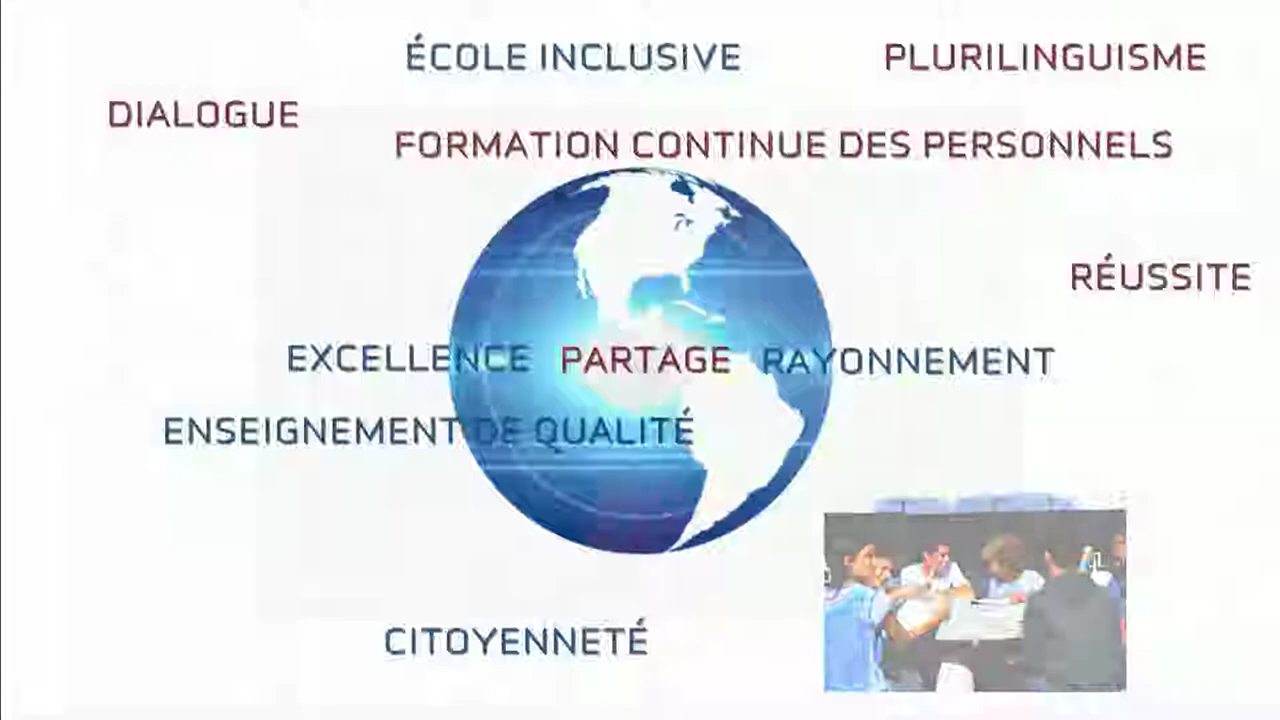 ÉCOLE INCLUSIVE
PLURILINGUISME
DIALOGUE
FORMATION CONTINUE DES PERSONNELS
RÉUSSITE
EXCELLENCE
PARTAGE
RAYONNEMENT
ENSEIGNEMENT DE QUALITÉ
CITOYENNETÉ